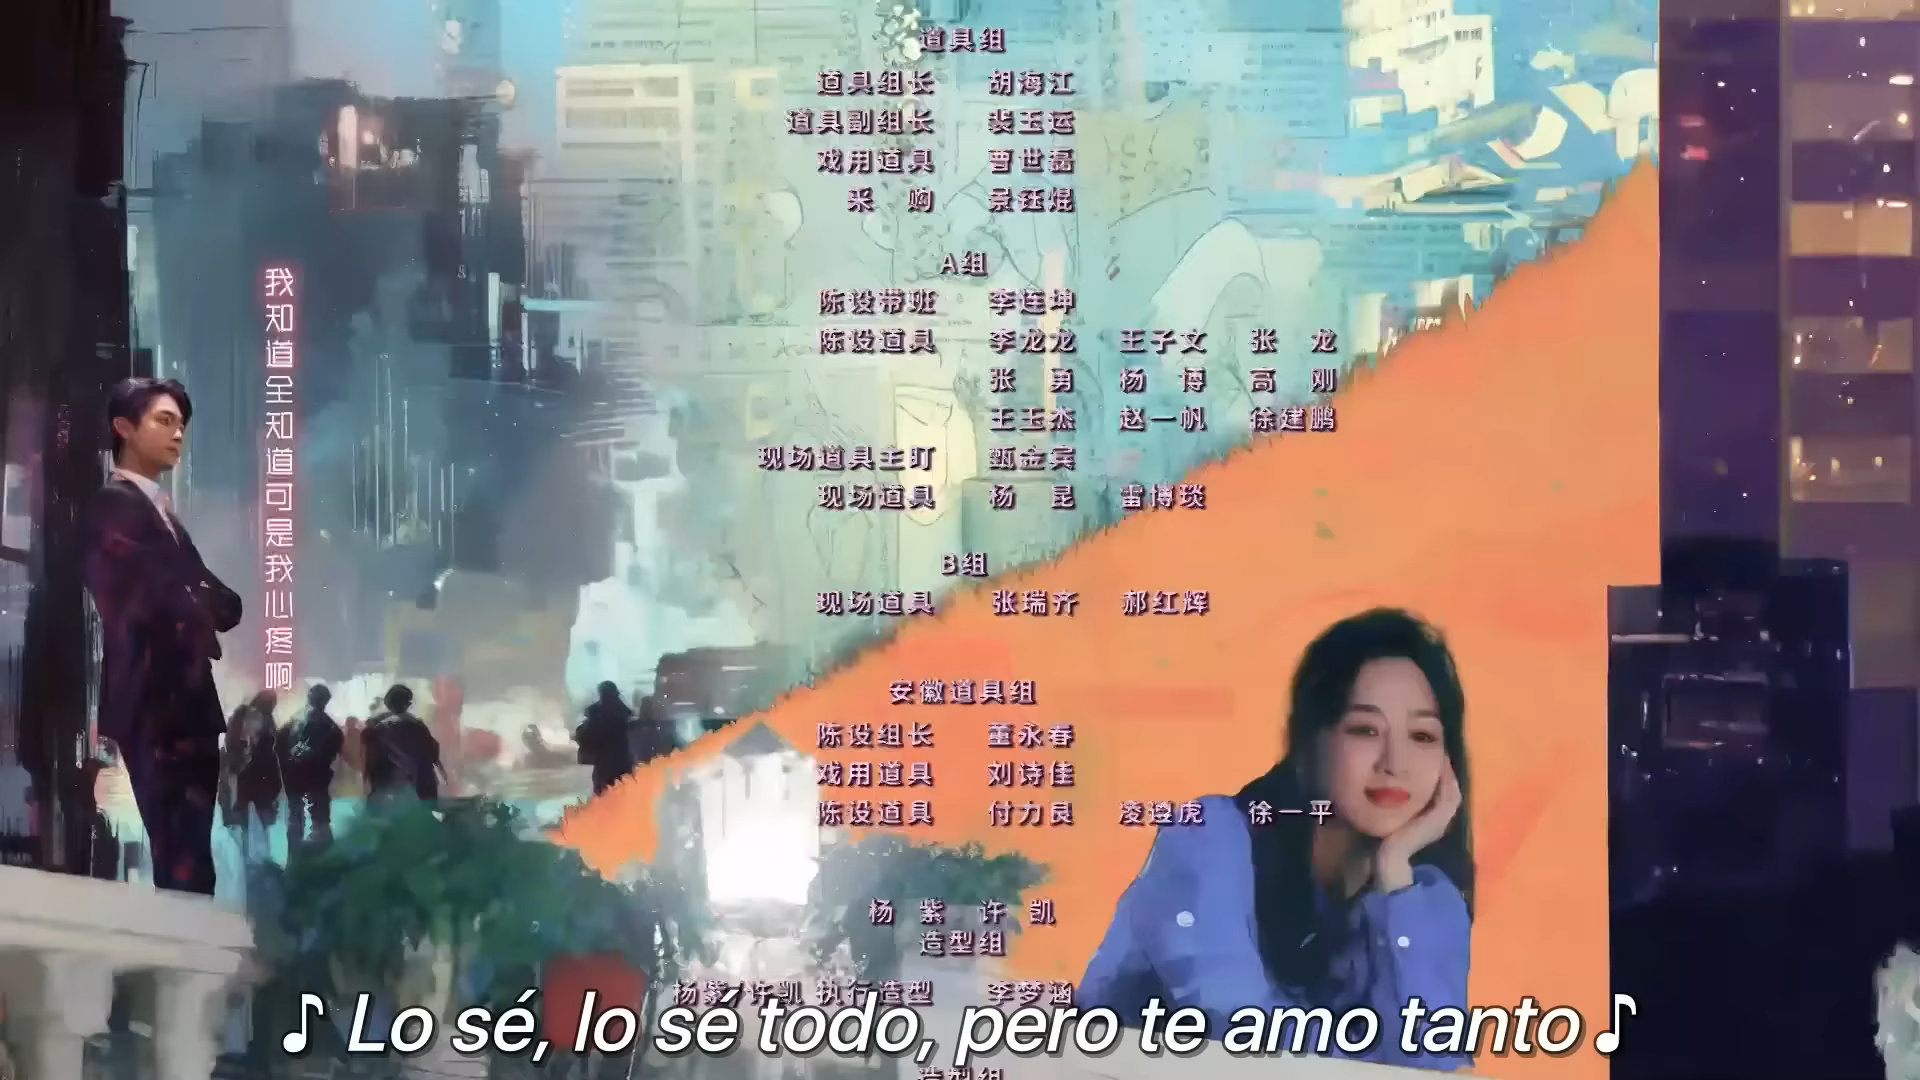 道具组
道具组长 胡海江
道具副组长 裴玉运
戏用道具 曹世磊
采 购 景钰焜
A组
陈设带班 李连坤
陈设道具 李龙龙 王子文 张 龙
张 勇 杨 博 高 刚
王玉杰 赵一帆 徐建鹏
现场道具主盯 甄金宾
现场道具 杨 昆 雷博琰
B组
现场道具 张瑞齐 郝红辉
安徽道具组
陈设组长 董永春
戏用道具 刘诗佳
陈设道具 付力良 凌遵虎 徐一平
杨 紫 许 凯
造型组
杨紫/许凯 执行造型 李梦涵
造型组
我知道全知道可是我心疼啊
♪ Lo sé, lo sé todo, pero te amo tanto ♪